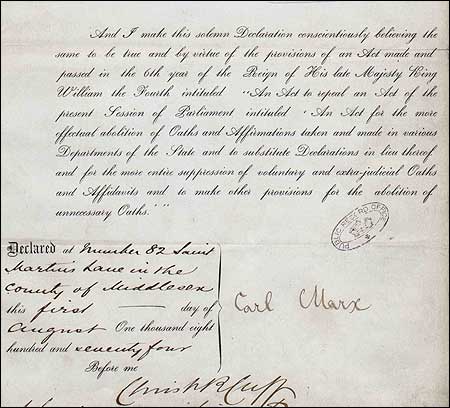 And I make this solemn Declaration conscientiously believing the
same to be true and by virtue of the provisions of an Act made and
passed in the 6th year of the Reign of His late Majesty King
William the Fourth intituled "An Act to repeal an Act of the
present Session of Parliament intituled 'An Act for the more
effectual abolition of Oaths and Affirmations taken and made in various
Departments of the State and to substitute Declarations in lieu thereof
and for the more entire suppression of voluntary and extra-judicial Oaths
and Affidavits and to make other provisions for the abolition of
unnecessary Oaths.'"
PUBLIC RECORD OFFICE
Declared at Number 82 Saint
Martins Lane in the
County of Middlesex
this first day of
August One thousand eight
hundred and seventy four
Carl Marx
Before me